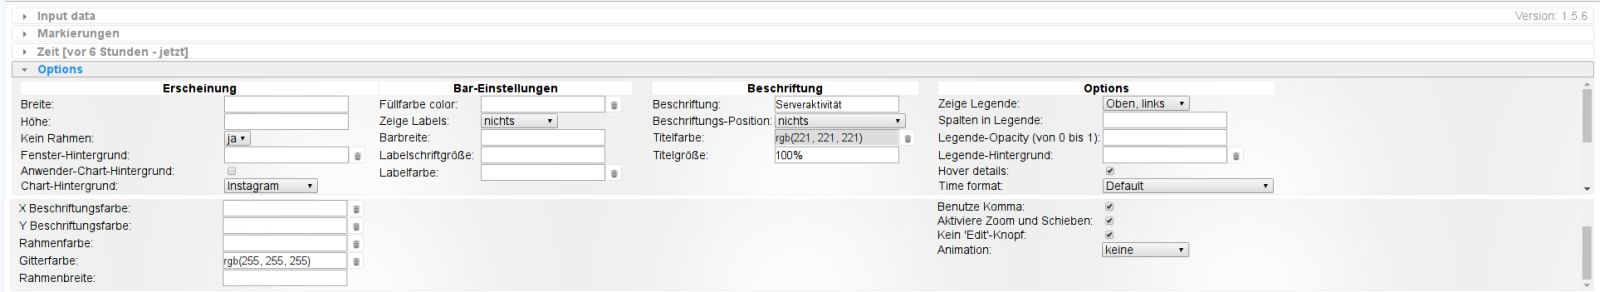 Input data
Version: 1.5.6
Markierungen
Zeit [vor 6 Stunden - jetzt]
Options
Erscheinung Bar-Einstellungen Beschriftung Options
Breite: Füllfarbe color: Beschriftung: Serveraktivität Zeige Legende: Oben, links
Höhe: Zeige Labels: nichts Beschriftungs-Position: nichts Spalten in Legende:
Kein Rahmen: ja Barbreite: Titelfarbe: rgb(221, 221, 221) Legende-Opacity (von 0 bis 1):
Fenster-Hintergrund: Labelschriftgröße: Titelgröße: 100% Legende-Hintergrund:
Anwender-Chart-Hintergrund: Labelfarbe: Hover details:
Chart-Hintergrund: Instagram Time format: Default
X Beschriftungsfarbe: Benutze Komma:
Y Beschriftungsfarbe: Aktiviere Zoom und Schieben:
Rahmenfarbe: Kein 'Edit'-Knopf:
Gitterfarbe: rgb(255, 255, 255) Animation: keine
Rahmenbreite: